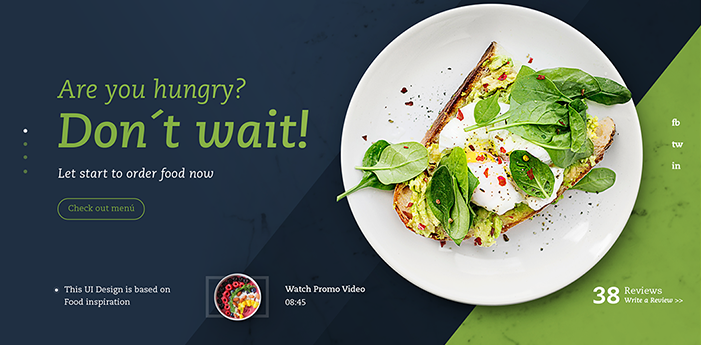 Are you hungry?
Don´t wait!
Let start to order food now
Check out menú
This UI Design is based on
Food inspiration
Watch Promo Video
08:45
fb
tw
in
38
Reviews
Write a Review >>